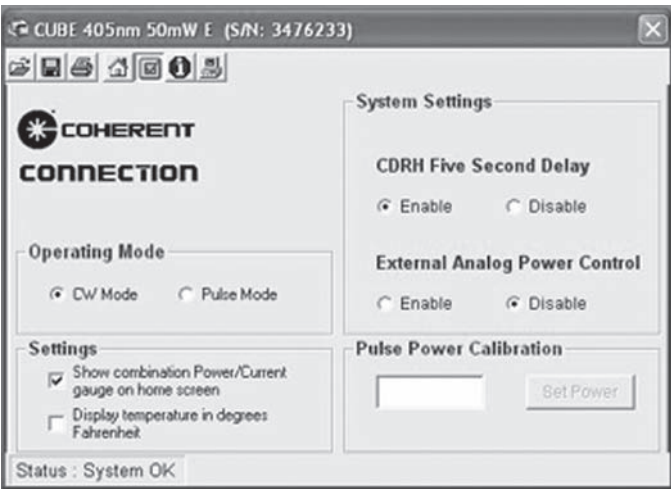 CUBE 405nm 50mW E (S/N: 3476233)
COHERENT
CONNECTION
Operating Mode
CW Mode
Pulse Mode
Settings
Show combination Power/Current
gauge on home screen
Display temperature in degrees
Fahrenheit
System Settings
CDRH Five Second Delay
Enable
Disable
External Analog Power Control
Enable
Disable
Pulse Power Calibration
Set Power
Status : System OK